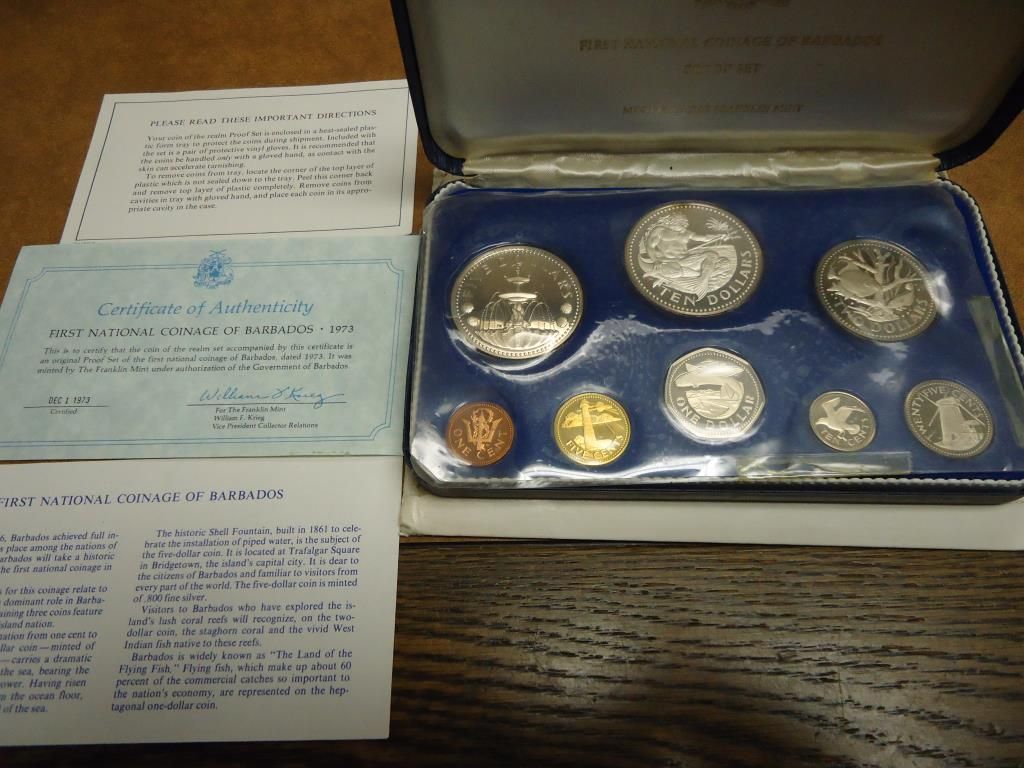 PLEASE READ THESE IMPORTANT DIRECTIONS
Your coin of the realm Proof Set is enclosed in a heat-sealed plas-
tic form tray to protect the coins during shipment. Included with
the set is a pair of protective vinyl gloves. It is recommended that
the coins be handled only with a gloved hand, as contact with the
skin can accelerate tarnishing.
To remove coins from tray, locate the corner of the top layer of
plastic which is not sealed down to the tray. Peel this corner back
and remove top layer of plastic completely. Remove coins from
cavities in tray with gloved hand, and place each coin in its appro-
priate cavity in the case.
Certificate of Authenticity
FIRST NATIONAL COINAGE OF BARBADOS · 1973
This is to certify that the coin of the realm set accompanied by this certificate is
an original Proof Set of the first national coinage of Barbados, dated 1973. It was
minted by The Franklin Mint under authorization of the Government of Barbados.
DEC 1 1973
Certified
William F. Krieg
For The Franklin Mint
William F. Krieg
Vice President Collector Relations
FIRST NATIONAL COINAGE OF BARBADOS
6, Barbados achieved full in-
s place among the nations of
arbados will take a historic
he first national coinage in
s for this coinage relate to
dominant role in Barba-
aining three coins feature
island nation.
nation from one cent to
llar coin—minted of
—carries a dramatic
the sea, bearing the
ower. Having risen
m the ocean floor,
of the sea.
The historic Shell Fountain, built in 1861 to cele-
brate the installation of piped water, is the subject of
the five-dollar coin. It is located at Trafalgar Square
in Bridgetown, the island's capital city. It is dear to
the citizens of Barbados and familiar to visitors from
every part of the world. The five-dollar coin is minted
of .800 fine silver.
Visitors to Barbados who have explored the is-
land's lush coral reefs will recognize, on the two-
dollar coin, the staghorn coral and the vivid West
Indian fish native to these reefs.
Barbados is widely known as "The Land of the
Flying Fish." Flying fish, which make up about 60
percent of the commercial catches so important to
the nation's economy, are represented on the hep-
tagonal one-dollar coin.
FIRST NATIONAL COINAGE OF BARBADOS
PROOF SET
FRANKLIN MINT
FIVE DOLLARS
TEN DOLLARS
TWO DOLLARS
ONE CENT
FIVE CENTS
ONE DOLLAR
TEN CENTS
TWENTY FIVE CENTS